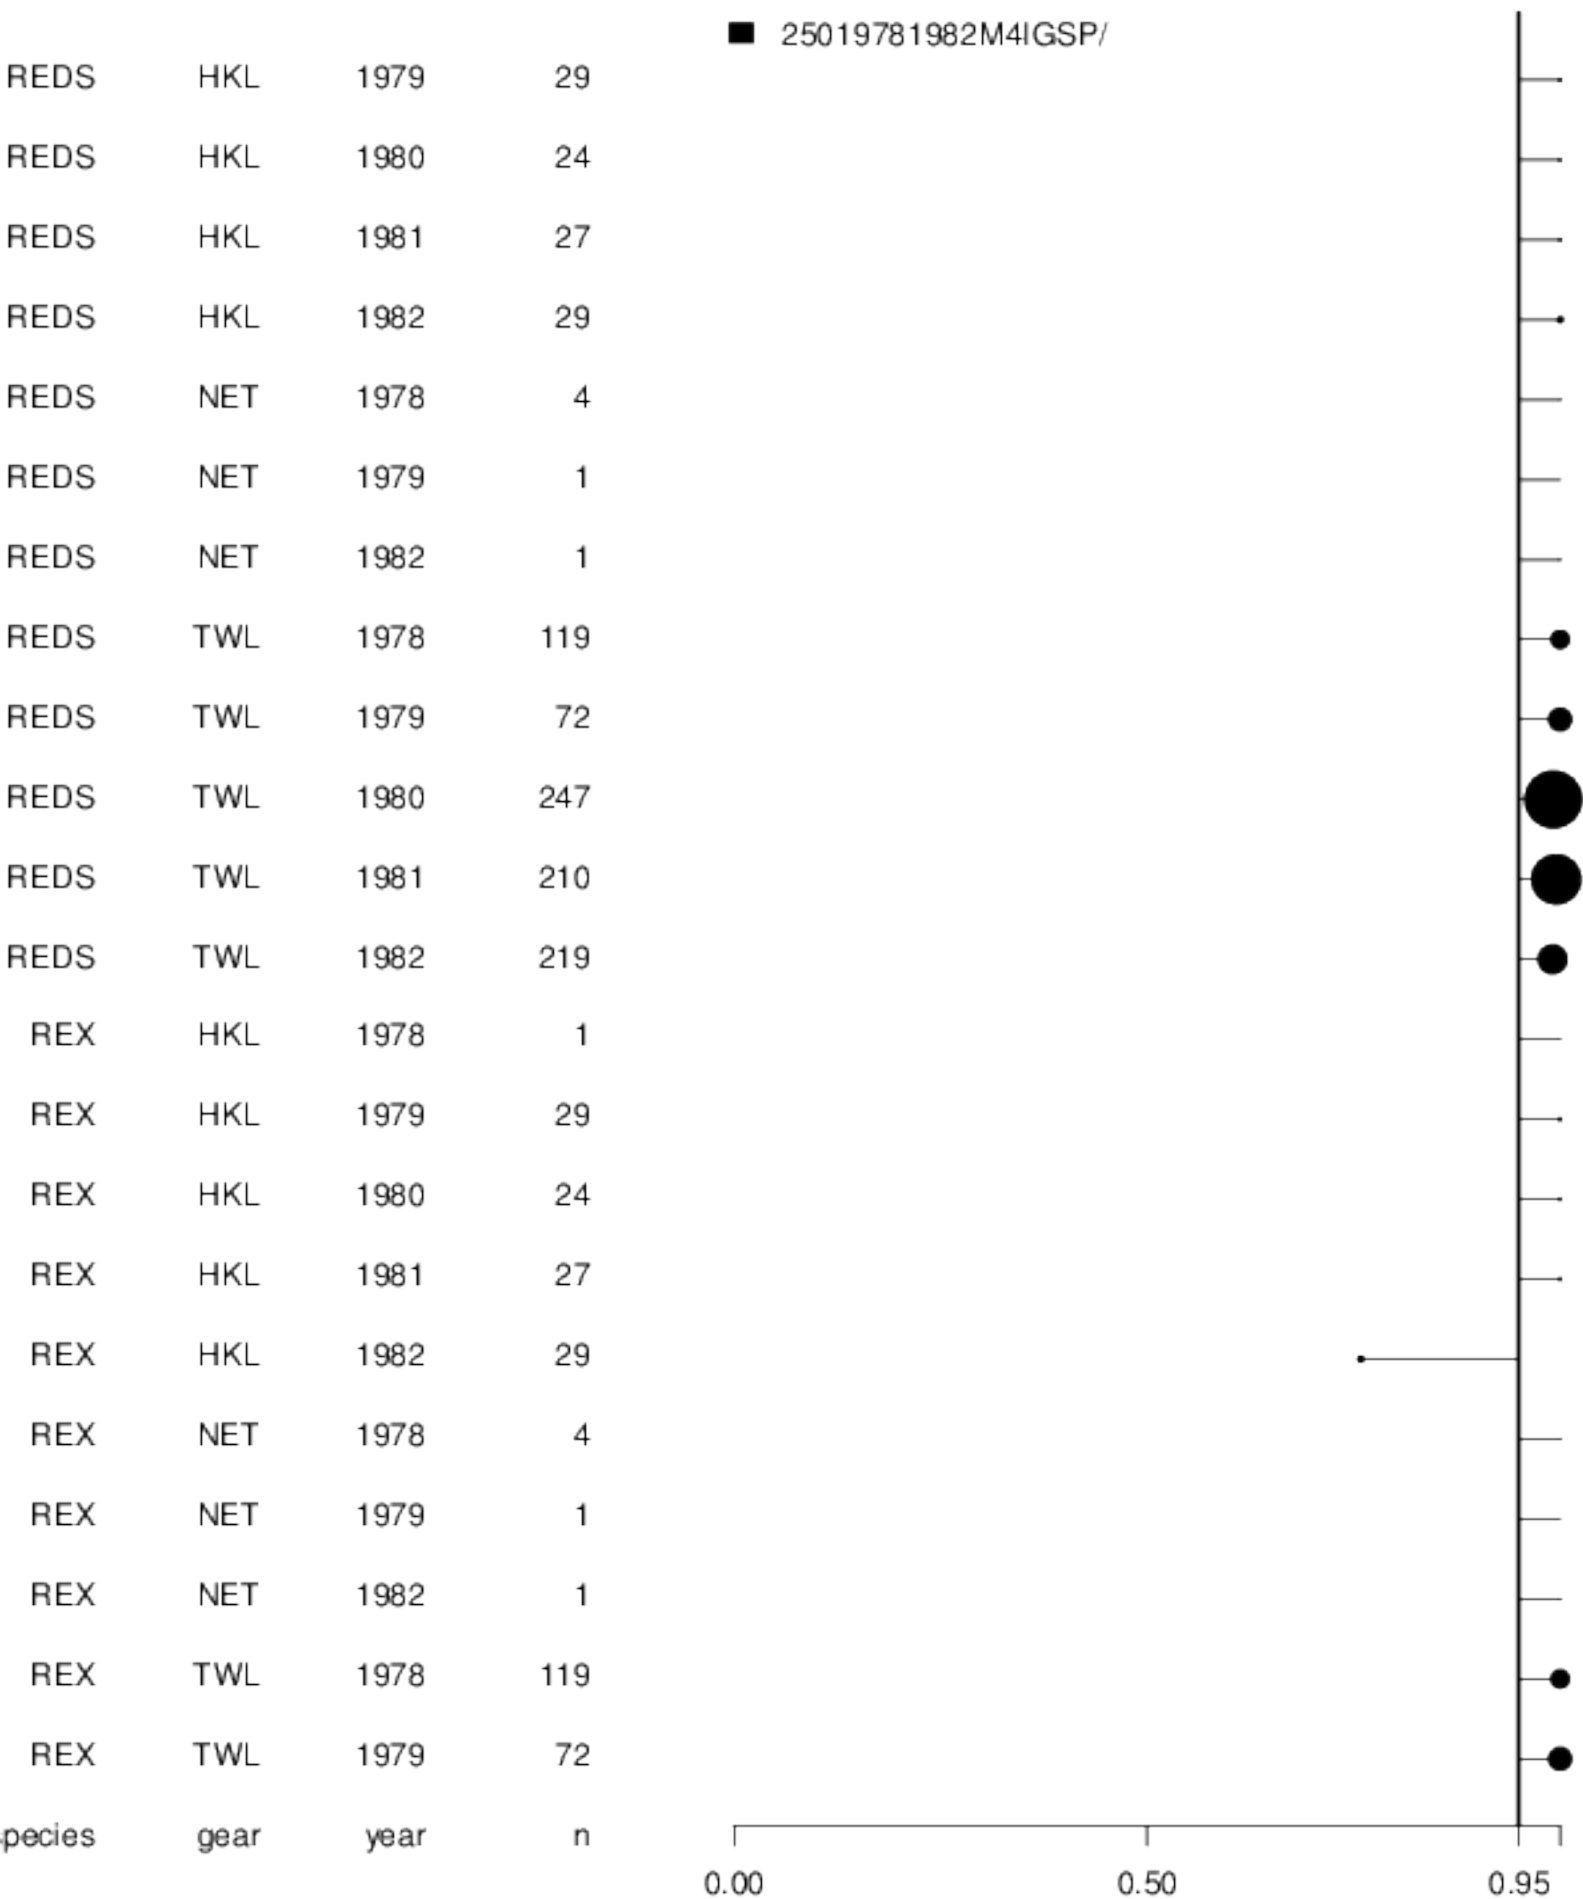 25019781982M4IGSP/
REDS HKL 1979 29
REDS HKL 1980 24
REDS HKL 1981 27
REDS HKL 1982 29
REDS NET 1978 4
REDS NET 1979 1
REDS NET 1982 1
REDS TWL 1978 119
REDS TWL 1979 72
REDS TWL 1980 247
REDS TWL 1981 210
REDS TWL 1982 219
REX HKL 1978 1
REX HKL 1979 29
REX HKL 1980 24
REX HKL 1981 27
REX HKL 1982 29
REX NET 1978 4
REX NET 1979 1
REX NET 1982 1
REX TWL 1978 119
REX TWL 1979 72
pecies gear year n
0.00 0.50 0.95